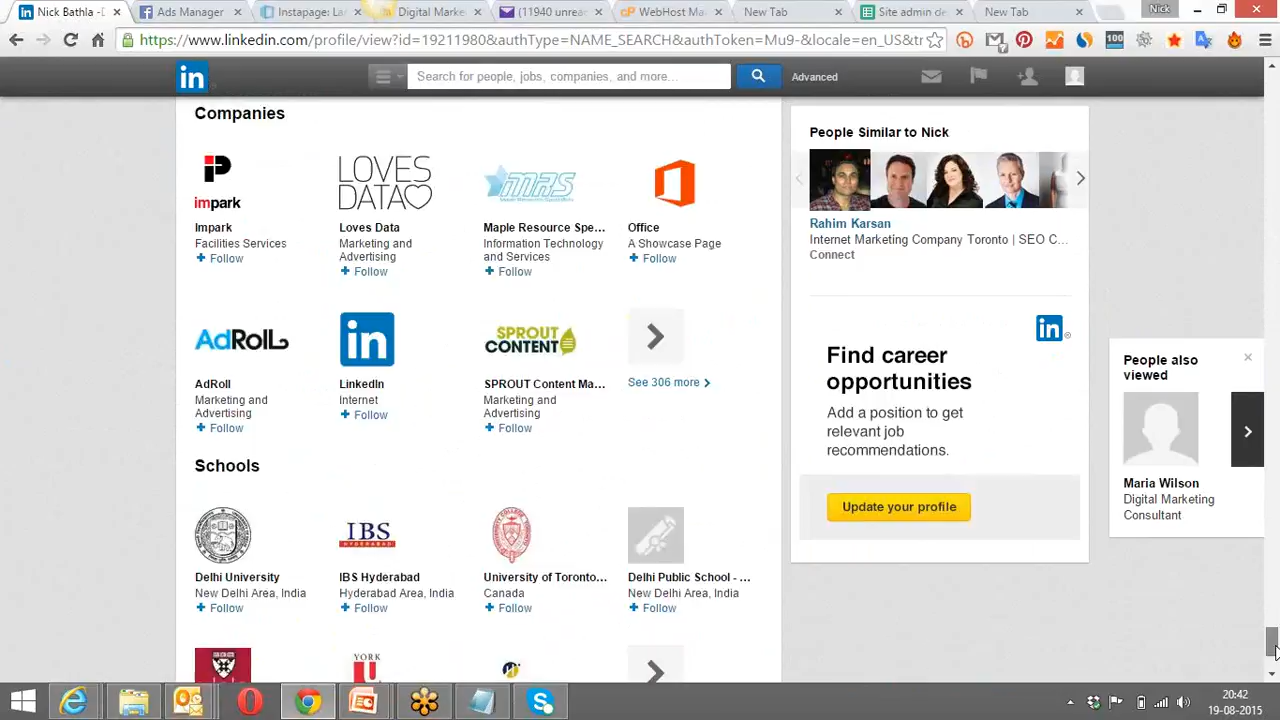 Nick Bathla -
Ads Manager
Instapage: La
Digital Marke
(11940 unrea
WebHost Ma
New Tab
Site admin de
New Tab
Nick
https://www.linkedin.com/profile/view?id=19211980&authType=NAME_SEARCH&authToken=Mu9-&locale=en_US&t
in
Search for people, jobs, companies, and more...
Advanced
Companies
impark
LOVES
DATA
MRS
Impark
Facilities Services
Follow
Loves Data
Marketing and
Advertising
Follow
Maple Resource Spe...
Information Technology
and Services
Follow
Office
A Showcase Page
Follow
AdRoll
in
SPROUT
CONTENT
AdRoll
Marketing and
Advertising
Follow
LinkedIn
Internet
Follow
SPROUT Content Ma...
Marketing and
Advertising
Follow
See 306 more
Schools
IBS
HYDERABAD
Delhi University
New Delhi Area, India
Follow
IBS Hyderabad
Hyderabad Area, India
Follow
University of Toronto...
Canada
Follow
Delhi Public School - ...
New Delhi Area, India
Follow
YORK
U
People Similar to Nick
Rahim Karsan
Internet Marketing Company Toronto | SEO C...
Connect
in
Find career
opportunities
Add a position to get
relevant job
recommendations.
Update your profile
People also
viewed
Maria Wilson
Digital Marketing
Consultant
20:42
19-08-2015